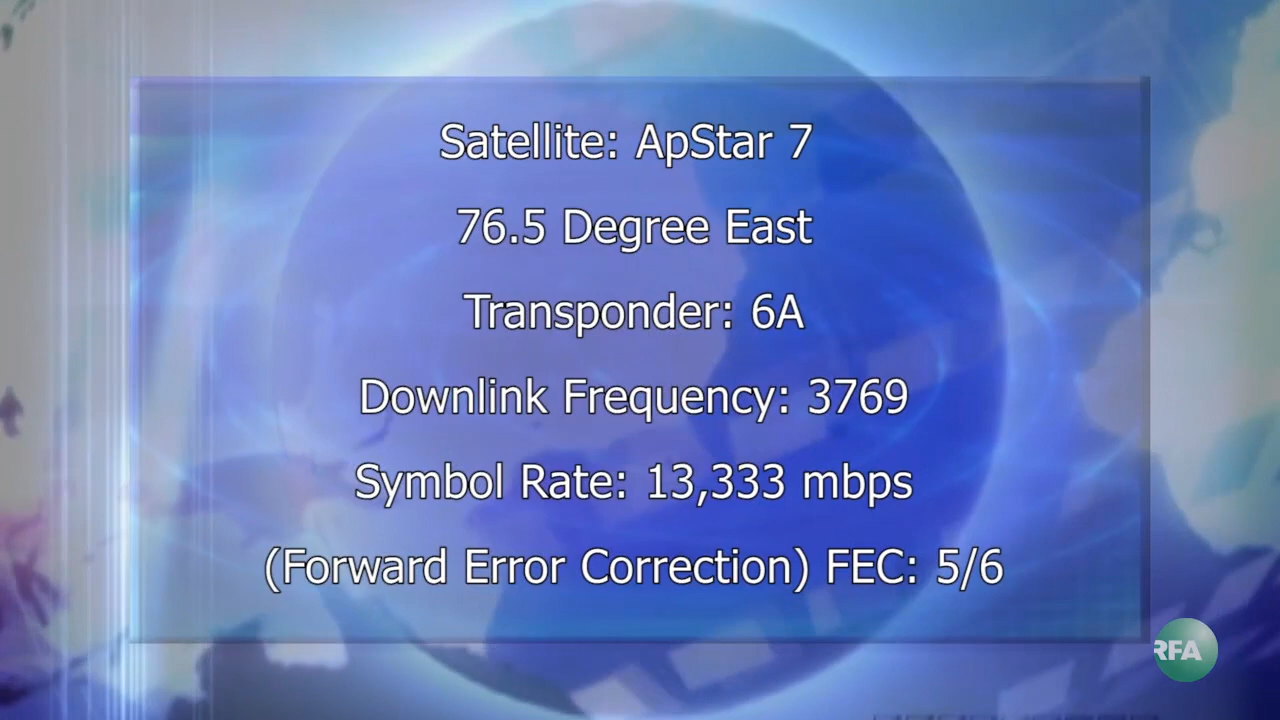 Satellite: ApStar 7
76.5 Degree East
Transponder: 6A
Downlink Frequency: 3769
Symbol Rate: 13,333 mbps
(Forward Error Correction) FEC: 5/6
RFA